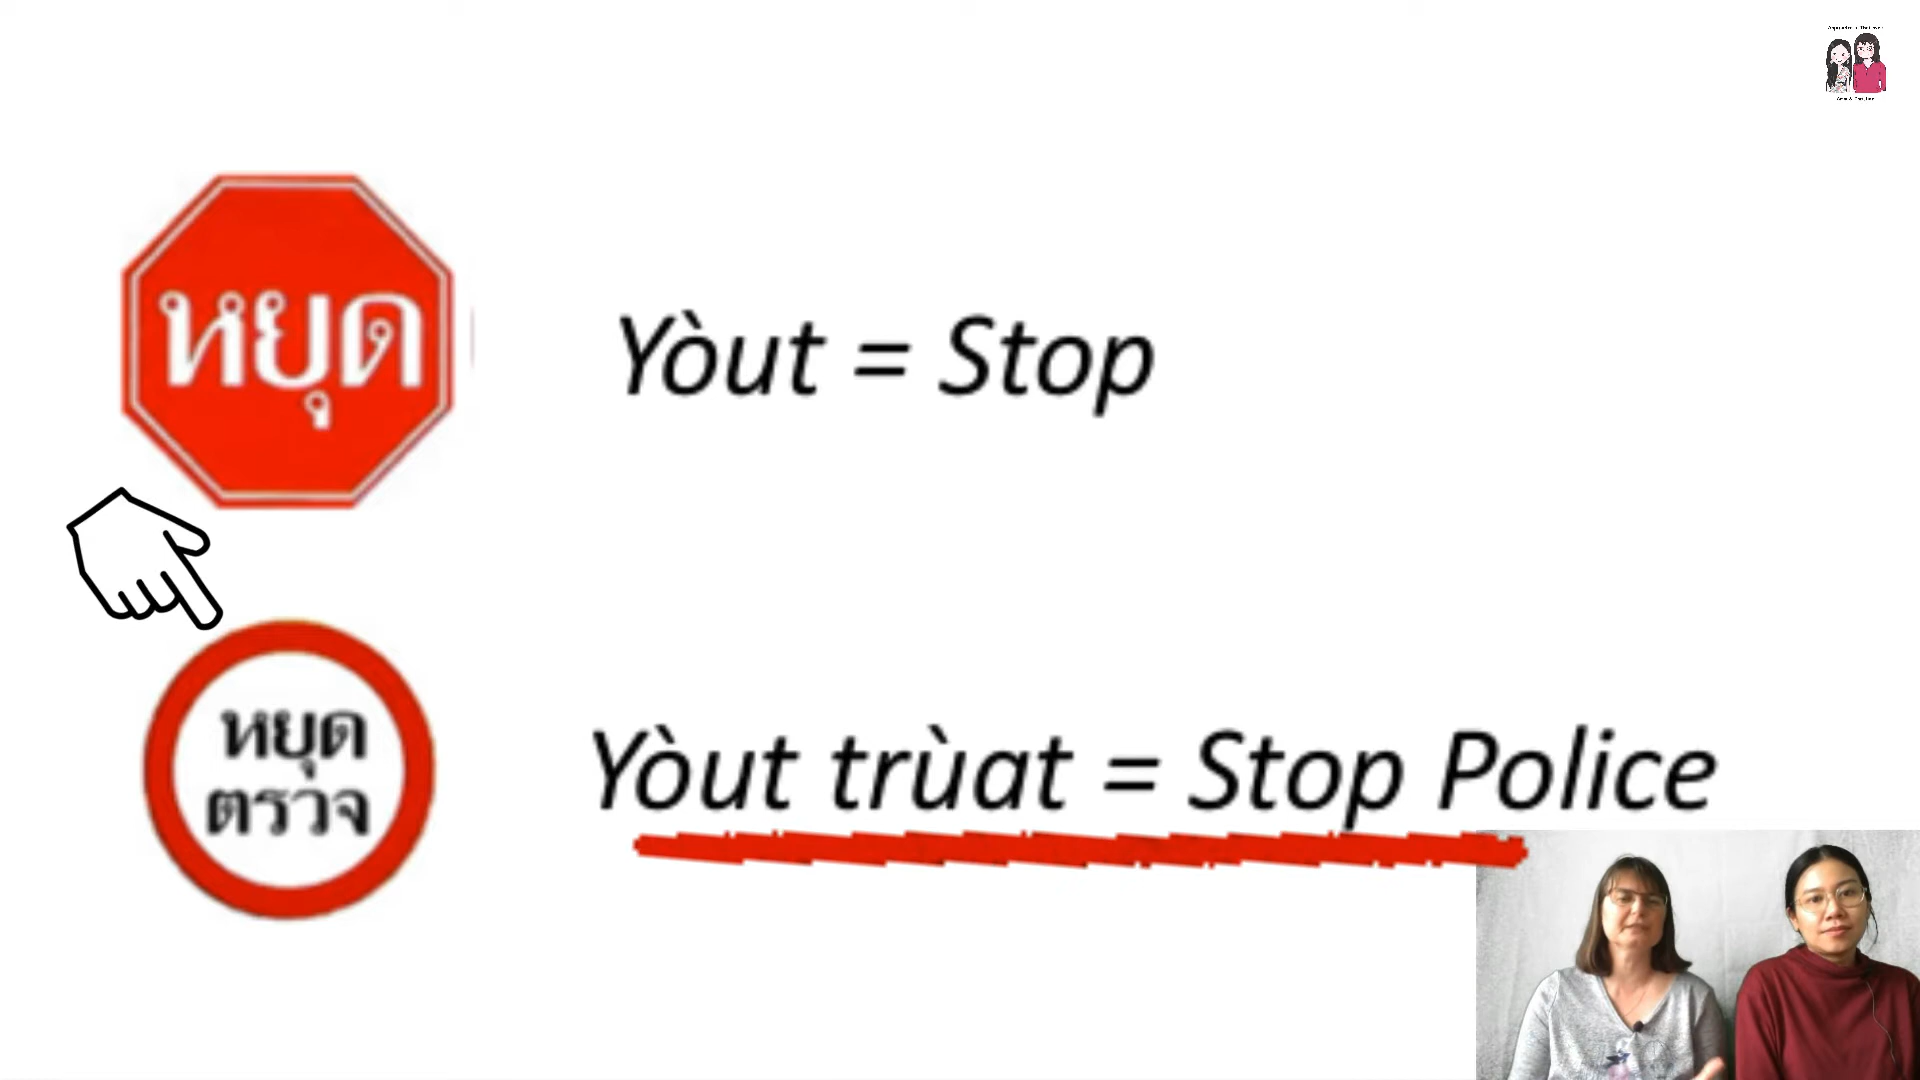 หยุด
Yòut = Stop
หยุด
ตรวจ
Yòut trùat = Stop Police